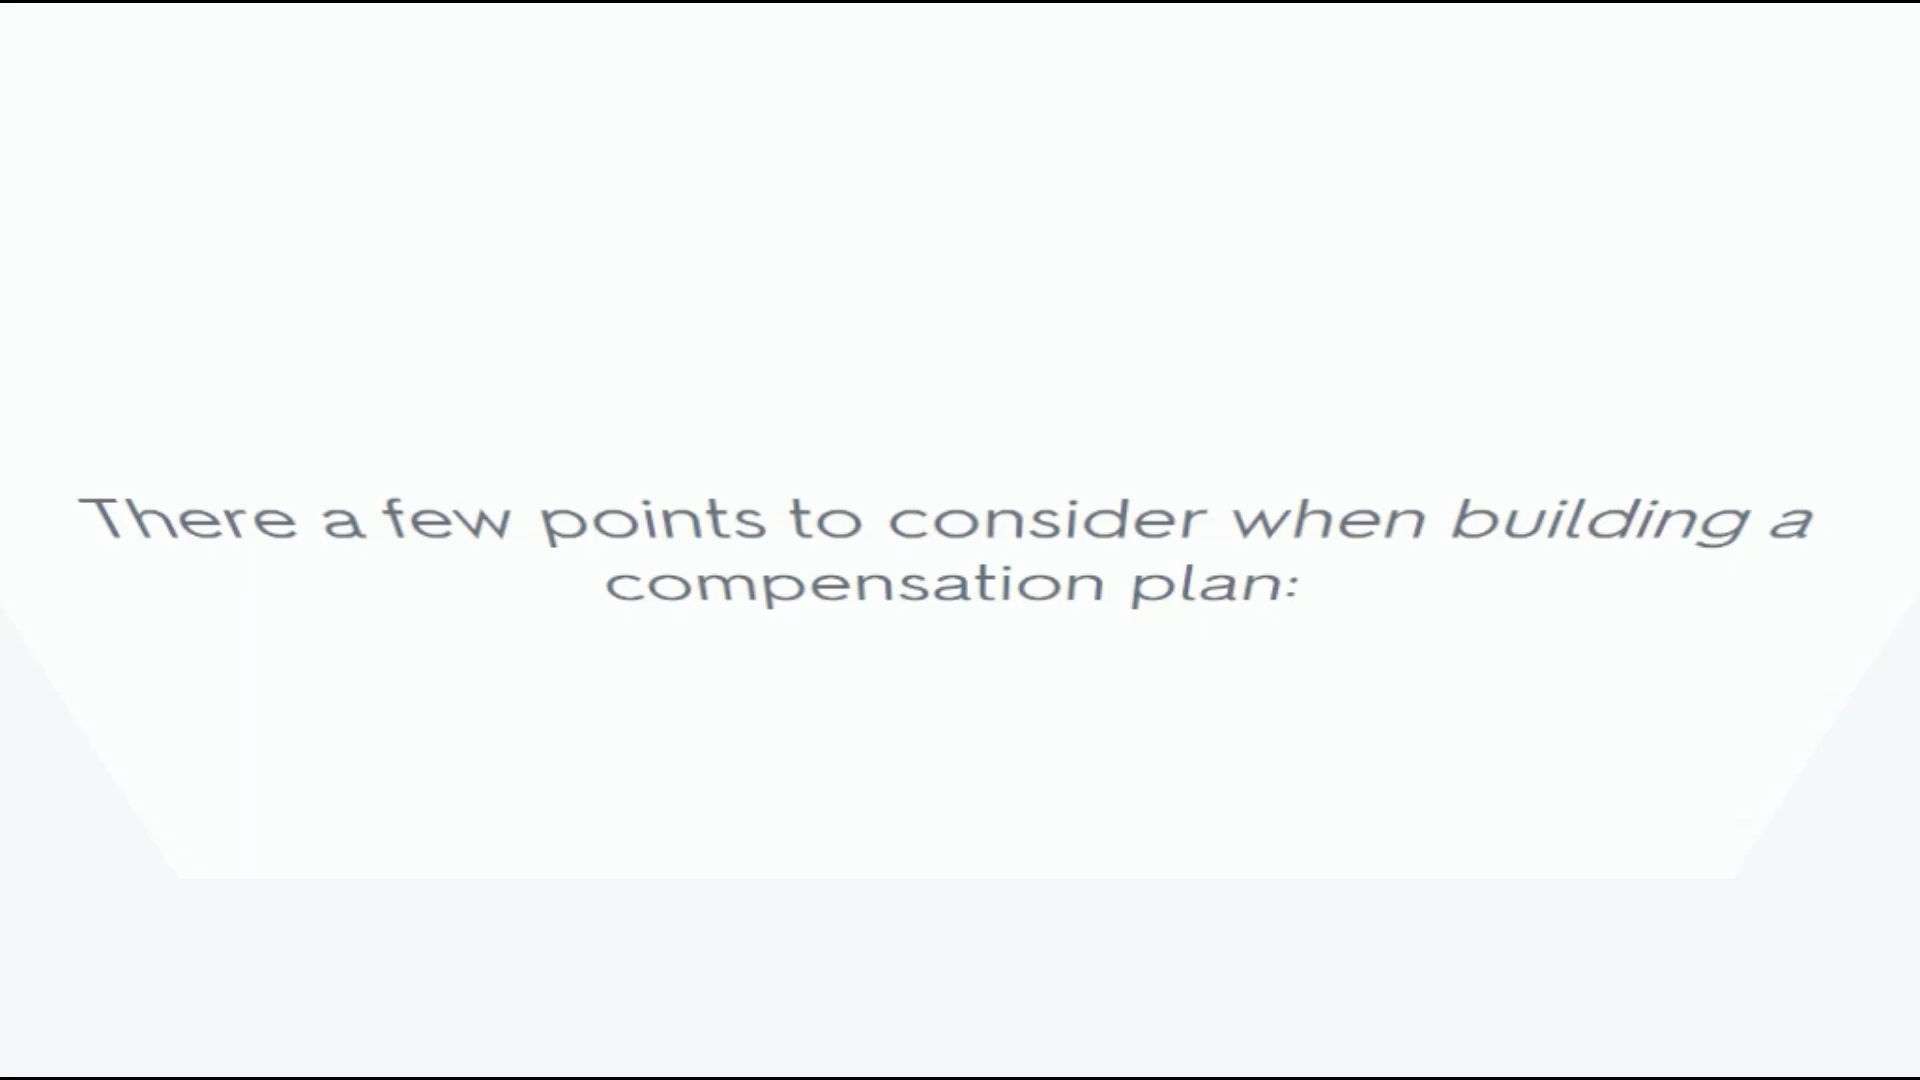 There a few points to consider when building a
compensation plan: